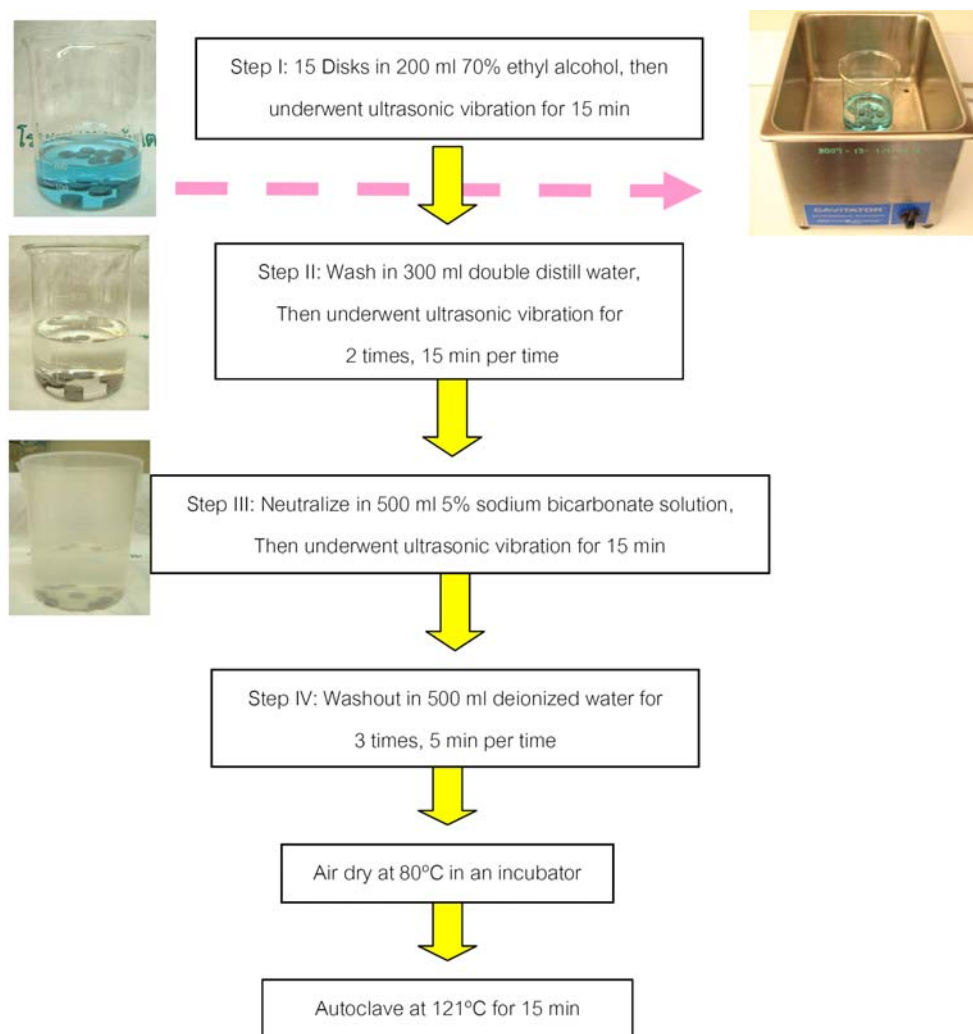 Step I: 15 Disks in 200 ml 70% ethyl alcohol, then
underwent ultrasonic vibration for 15 min
CAVITATOR
Step II: Wash in 300 ml double distill water,
Then underwent ultrasonic vibration for
2 times, 15 min per time
Step III: Neutralize in 500 ml 5% sodium bicarbonate solution,
Then underwent ultrasonic vibration for 15 min
Step IV: Washout in 500 ml deionized water for
3 times, 5 min per time
Air dry at 80ºC in an incubator
Autoclave at 121ºC for 15 min